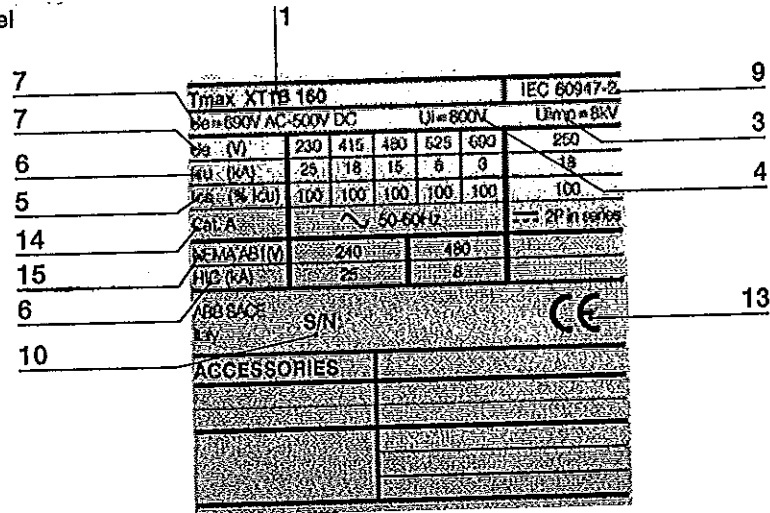 el
1
7 Tmax XT1B 160 IEC 60947-2 9
7 Ue=690V AC-500V DC Ui=800V Uimp=8kV 3
Ue (V) 230 415 480 525 690 250
6 Icu (kA) 25 18 15 6 3 18 4
5 Ics (% Icu) 100 100 100 100 100 100
14 Cat. A 50-60Hz 2P in series
15 NEMA AB1(V) 240 480
6 HIC (kA) 25 8
ABB SACE CE 13
10 S/N:
ACCESSORIES